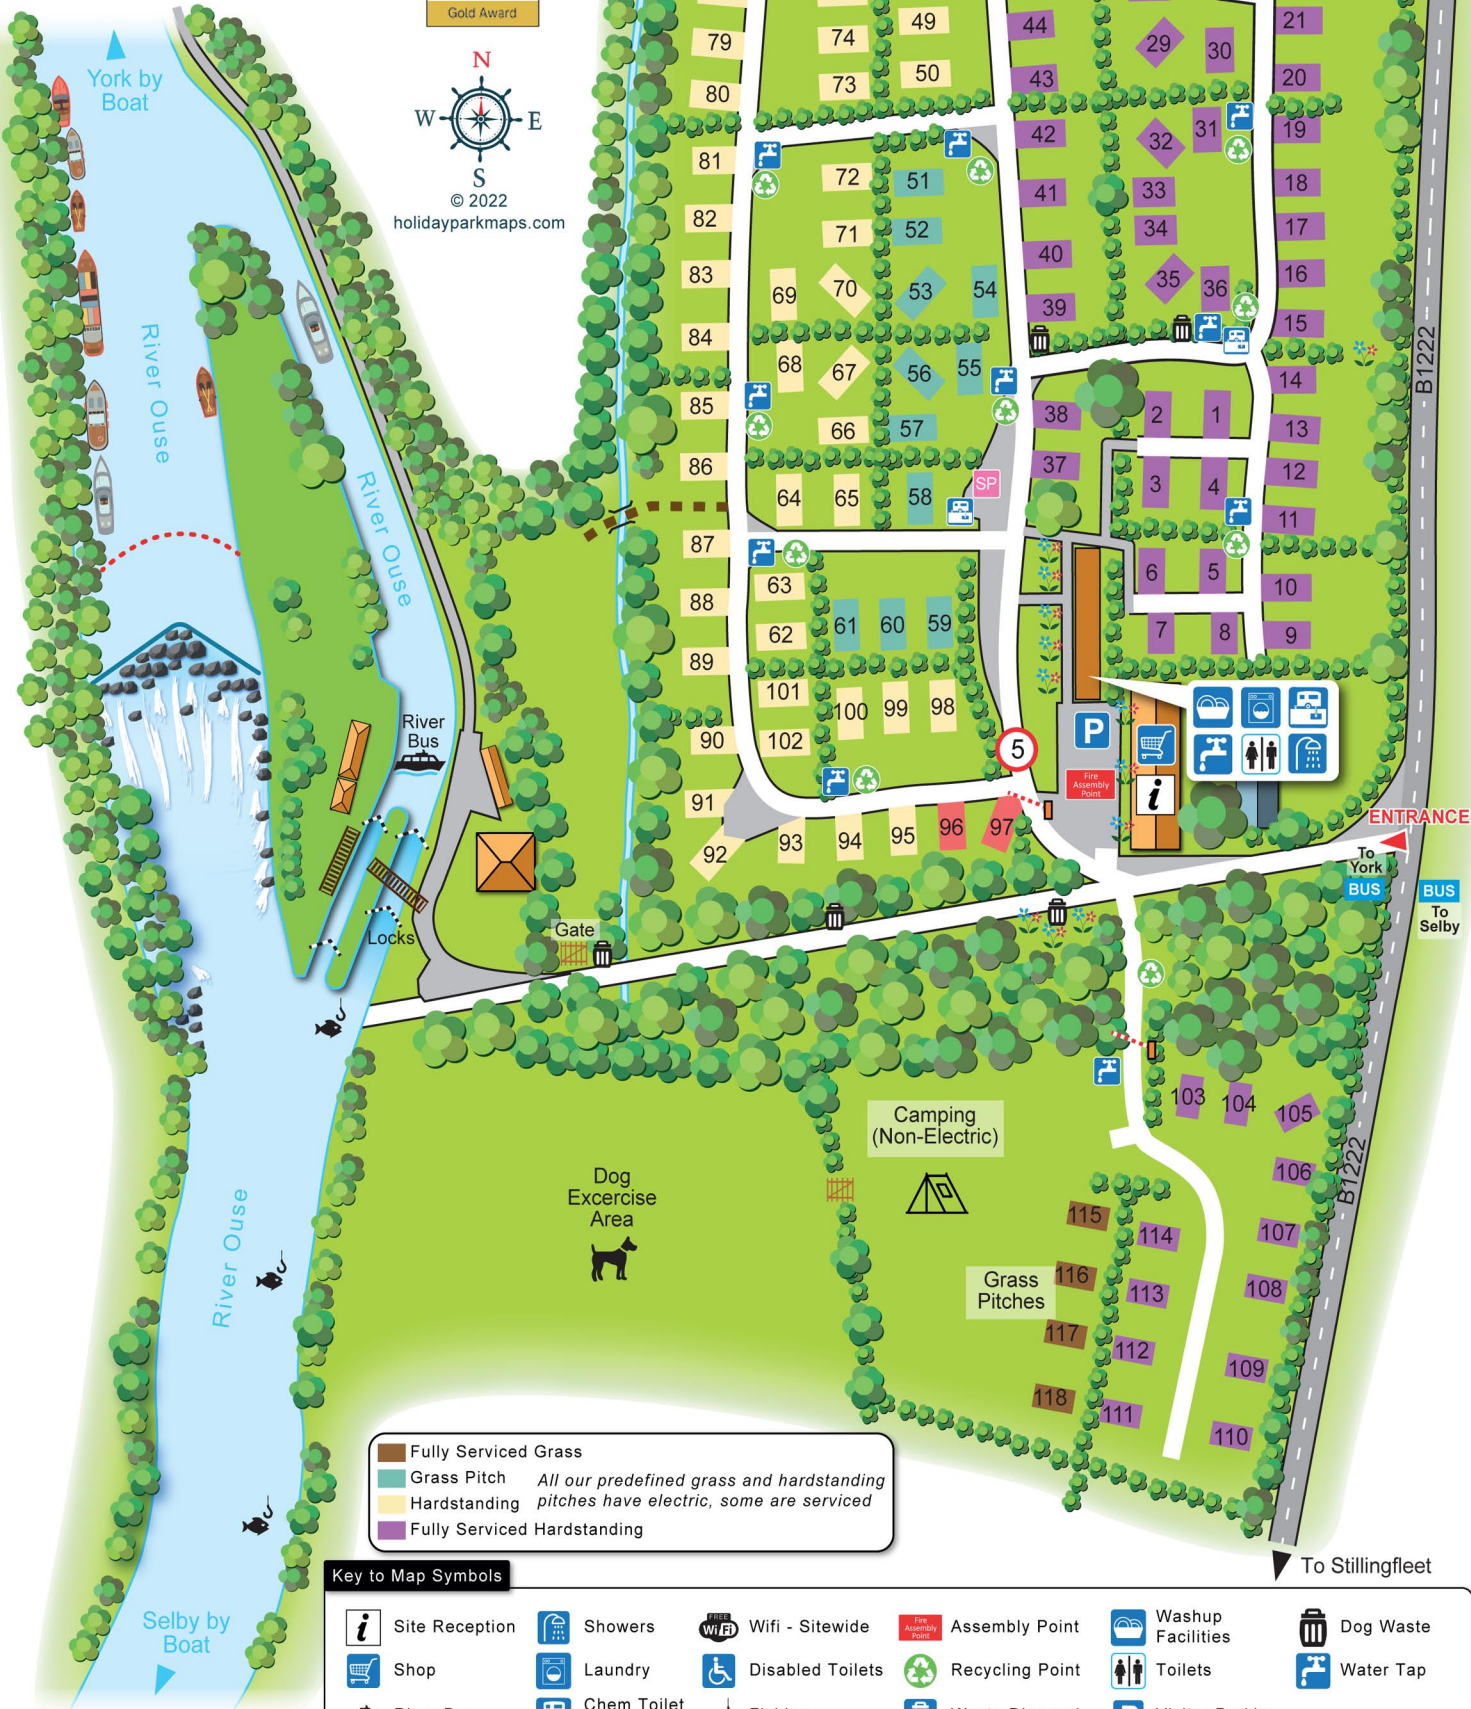 Gold Award
N
W
E
S
© 2022
holidayparkmaps.com
York by
Boat
River Ouse
River Ouse
River Ouse
79
80
81
82
83
84
85
86
87
88
89
90
91
92
93
94
95
96
97
74
73
49
50
72
71
69
70
68
67
66
64
65
51
52
53
54
56
55
57
58
SP
63
62
61
60
59
101
102
100
99
98
44
43
42
41
40
39
38
37
29
30
32
31
33
34
35
36
2
1
3
4
6
5
7
8
21
20
19
18
17
16
15
14
13
12
11
10
9
B1222
5
P
Fire
Assembly
Point
i
ENTRANCE
To
York
BUS
BUS
To
Selby
River
Bus
Locks
Gate
103
104
105
106
107
108
109
110
111
112
113
114
115
116
117
118
B1222
Camping
(Non-Electric)
Dog
Excercise
Area
Grass
Pitches
Selby by
Boat
To Stillingfleet
Fully Serviced Grass
Grass Pitch
Hardstanding
Fully Serviced Hardstanding
All our predefined grass and hardstanding
pitches have electric, some are serviced
Key to Map Symbols
i
Site Reception
Showers
FREE
WiFi
Wifi - Sitewide
Fire
Assembly
Point
Assembly Point
Washup
Facilities
Dog Waste
Shop
Laundry
Disabled Toilets
Recycling Point
Toilets
Water Tap
Chem Toilet